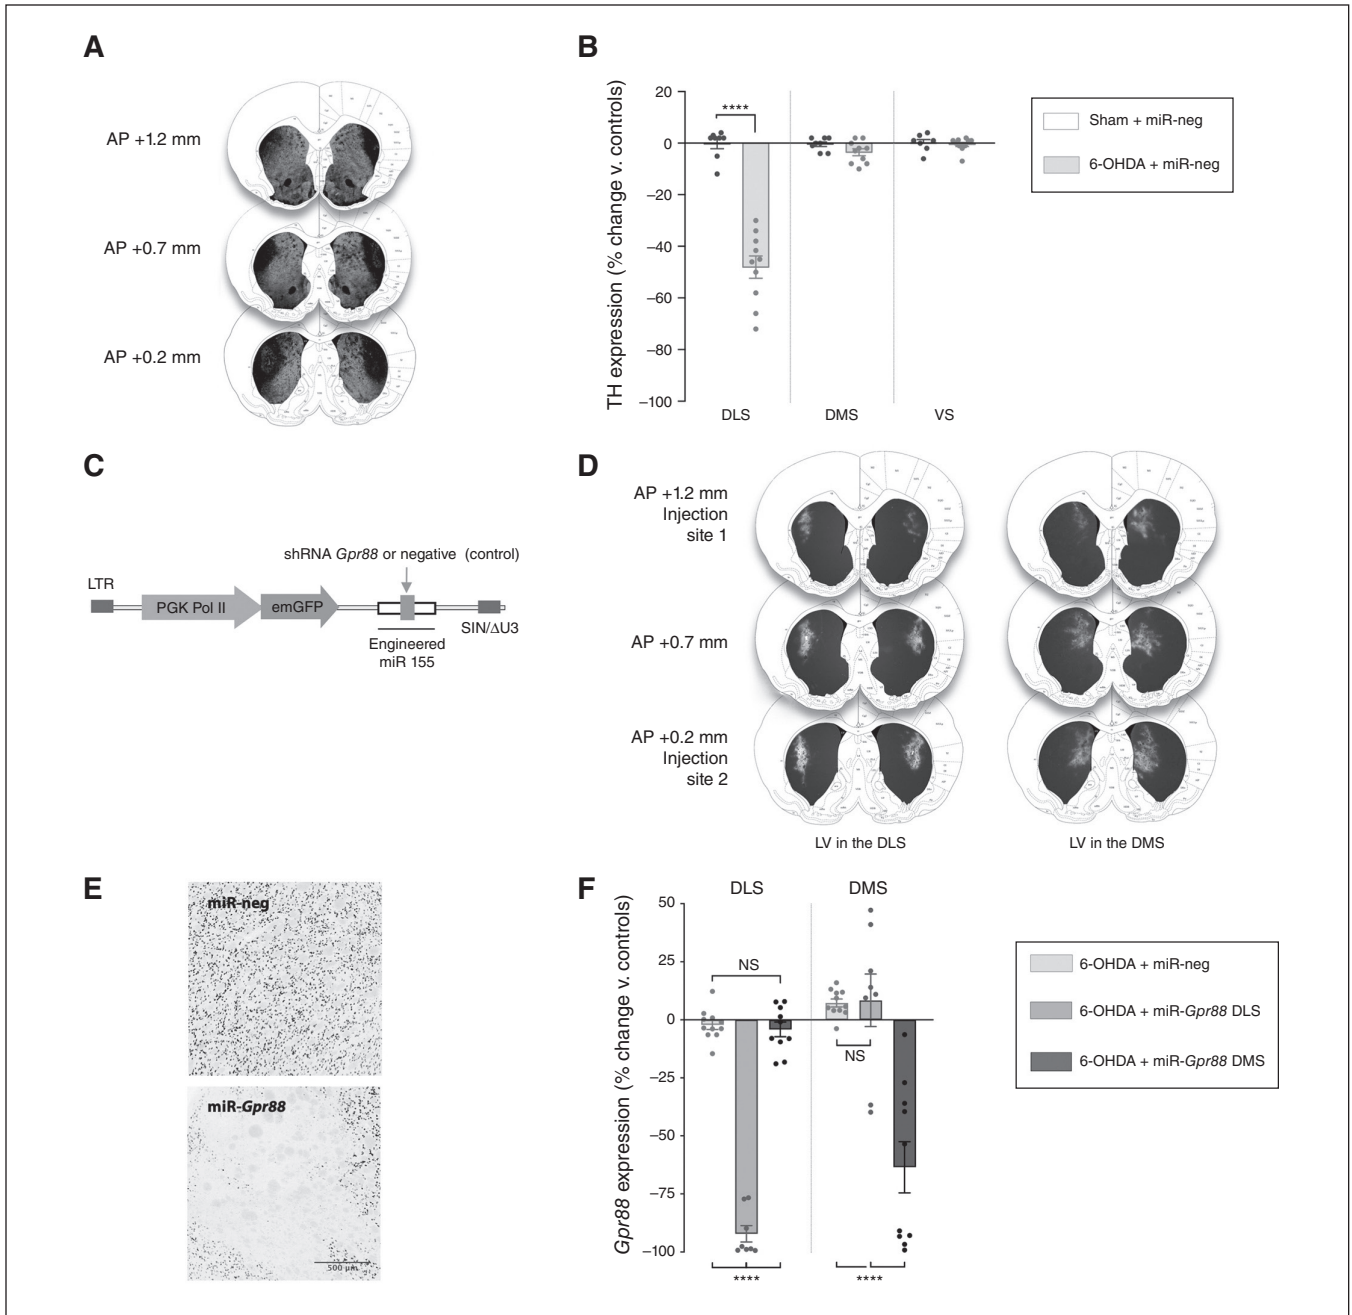 A
AP +1.2 mm
AP +0.7 mm
AP +0.2 mm
B
TH expression (% change v. controls)
20
0
−20
−40
−60
−80
−100
****
DLS
DMS
VS
Sham + miR-neg
6-OHDA + miR-neg
C
shRNA Gpr88 or negative (control)
LTR
PGK Pol II
emGFP
SIN/ΔU3
Engineered
miR 155
D
AP +1.2 mm
Injection
site 1
AP +0.7 mm
AP +0.2 mm
Injection
site 2
LV in the DLS
LV in the DMS
E
miR-neg
miR-Gpr88
500 µm
F
DLS
DMS
Gpr88 expression (% change v. controls)
50
25
0
−25
−50
−75
−100
NS
NS
****
****
6-OHDA + miR-neg
6-OHDA + miR-Gpr88 DLS
6-OHDA + miR-Gpr88 DMS